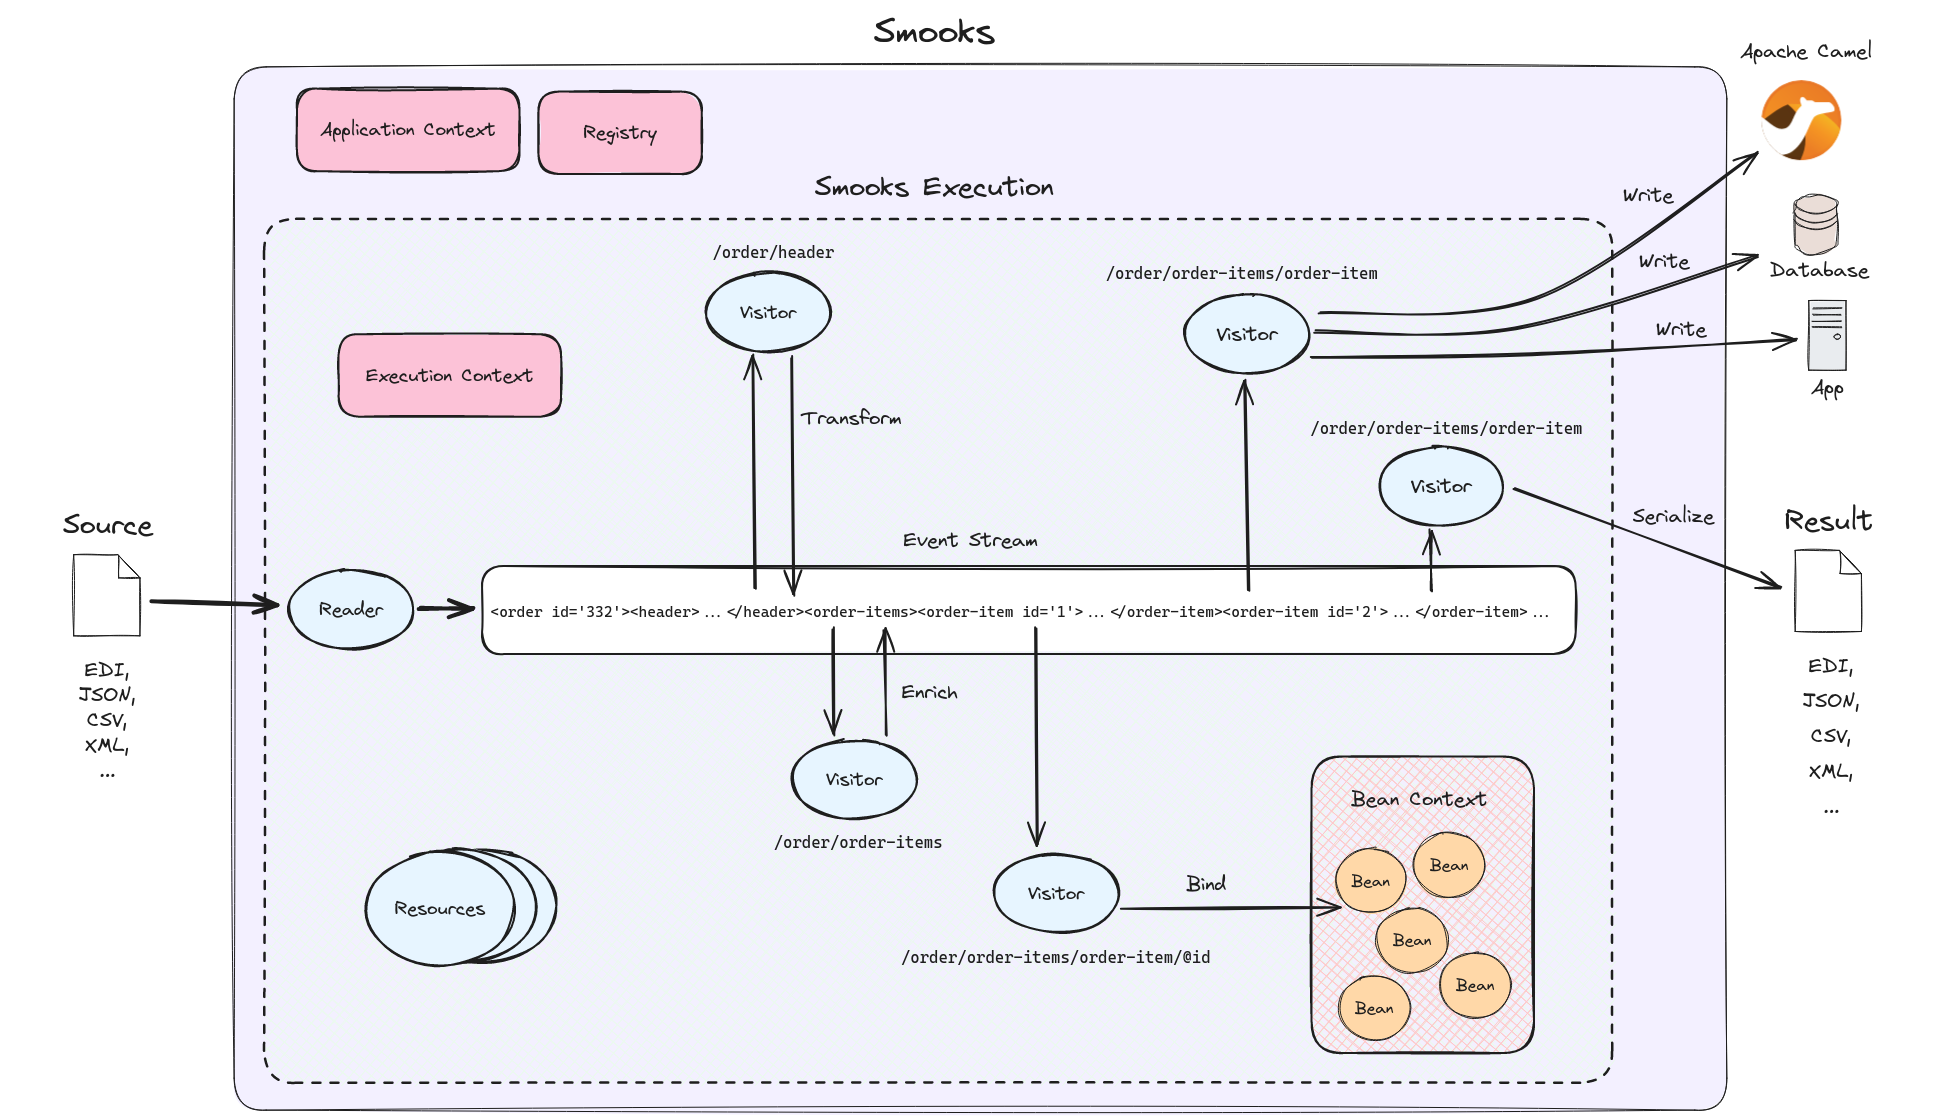 Smooks
Apache Camel
Application Context
Registry
Smooks Execution
Write
/order/header
/order/order-items/order-item
Write
Database
Visitor
Visitor
Write
Execution Context
App
Transform
/order/order-items/order-item
Visitor
Source
Serialize
Result
Event Stream
Reader
<order id='332'><header> ... </header><order-items><order-item id='1'> ... </order-item><order-item id='2'> ... </order-item> ...
EDI,
JSON,
CSV,
XML,
...
Enrich
EDI,
JSON,
CSV,
XML,
...
Visitor
/order/order-items
Bean Context
Bean
Bean
Bean
Bean
Bean
Resources
Visitor
Bind
/order/order-items/order-item/@id